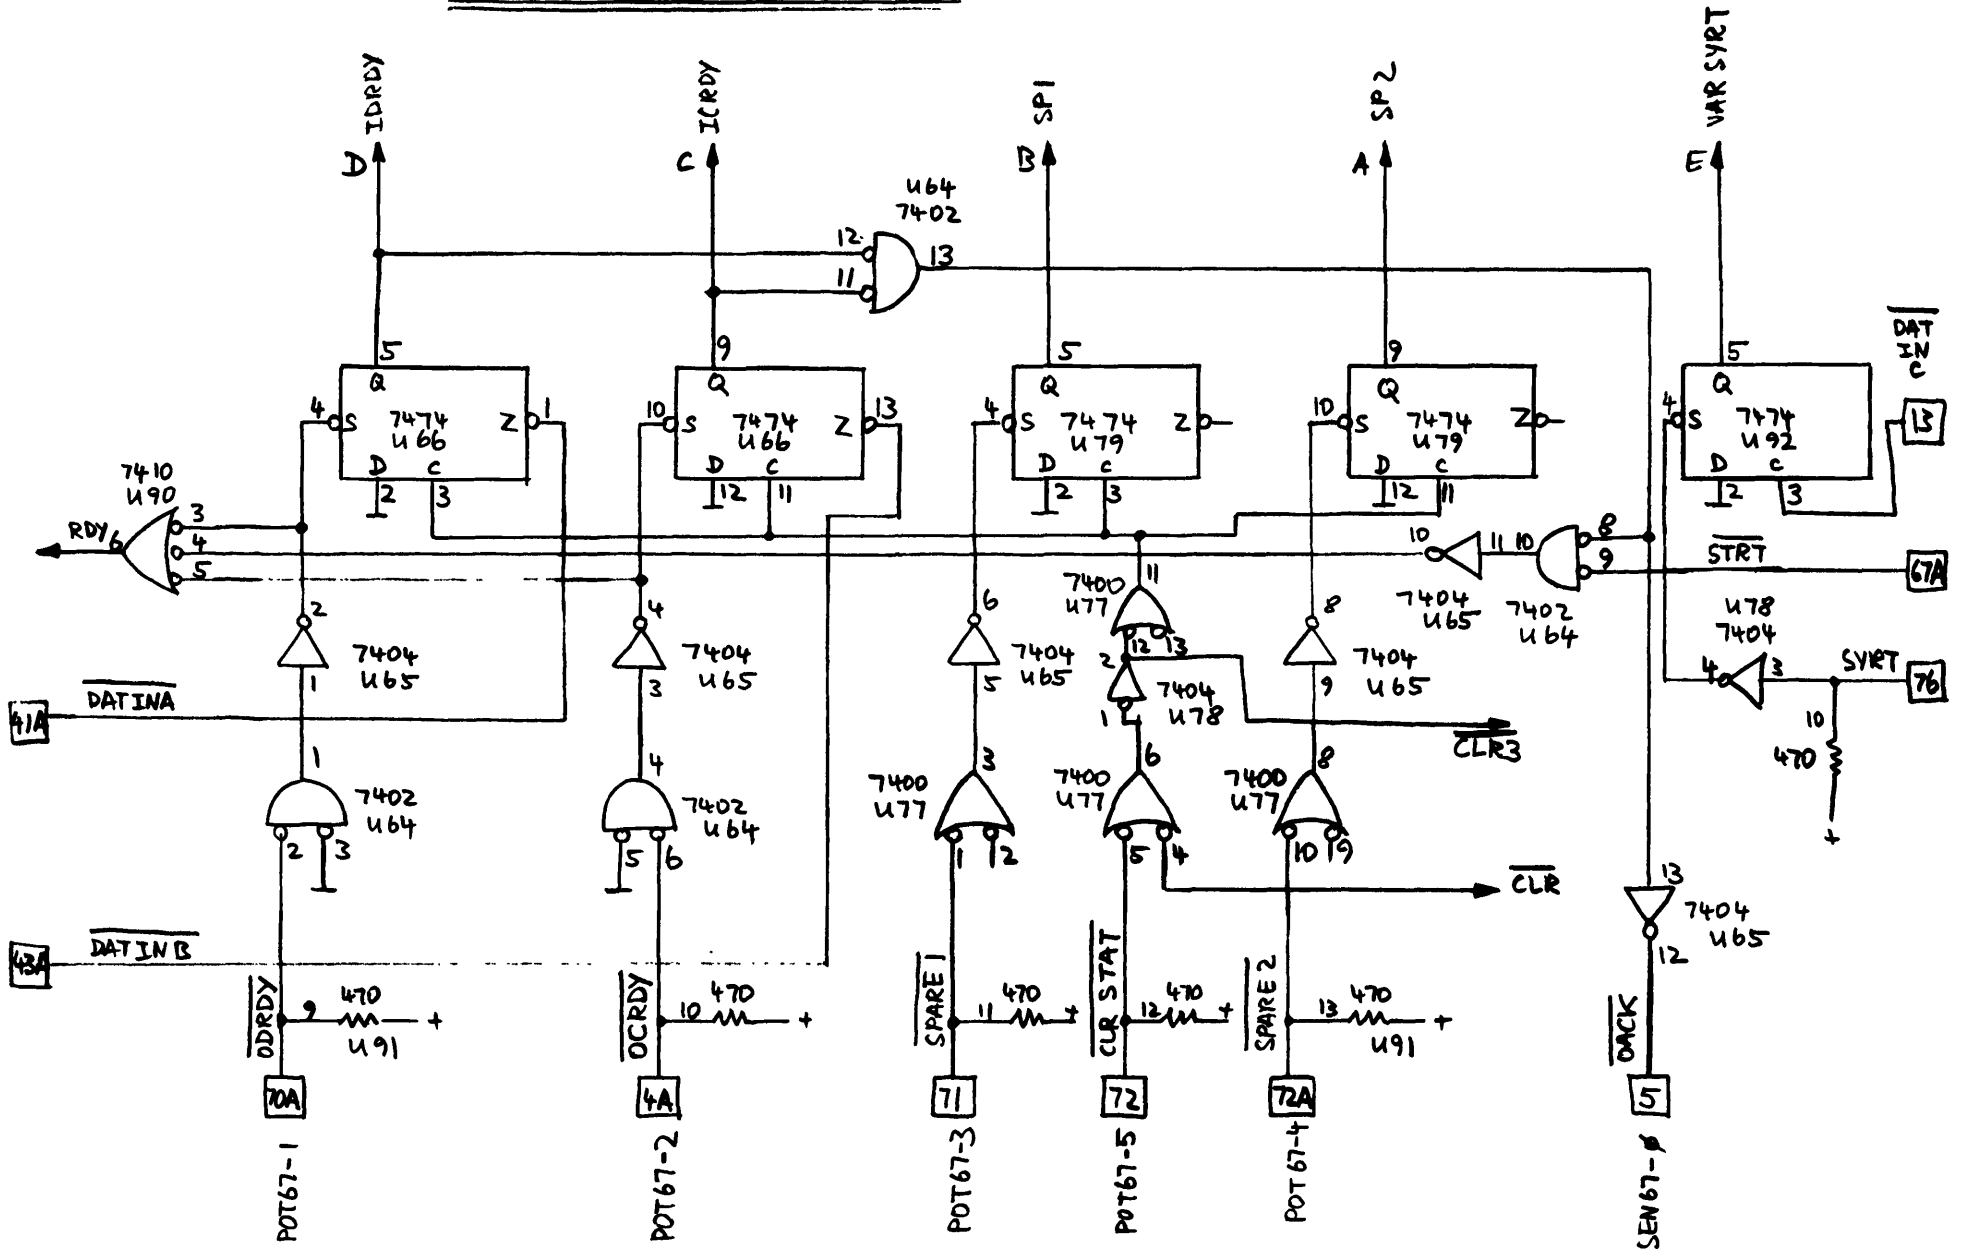 IDRDY
D
ICRDY
C
SP1
B
SP2
A
VAR SYRT
E
U64
7402
12
11
13
5
Q
4
S
7474
U66
Z
1
D
C
2
3
9
Q
10
S
7474
U66
Z
13
D
C
12
11
5
Q
4
S
7474
U79
Z
D
C
2
3
9
Q
10
S
7474
U79
Z
D
C
12
11
5
Q
4
S
7474
U92
D
C
2
3
DAT
IN
C
13
7410
U90
RDY
6
3
4
5
2
7404
U65
1
4
7404
U65
3
6
7404
U65
5
7400
U77
11
12
13
2
7404
U78
1
8
7404
U65
9
10
11
7404
U65
10
8
9
7402
U64
STRT
67A
U78
7404
4
3
SYRT
76
10
470
+
41A
DATINA
CLR3
1
7402
U64
2
3
4
7402
U64
5
6
3
7400
U77
1
2
6
7400
U77
5
4
8
7400
U77
10
9
CLR
13
7404
U65
12
43A
DATINB
ODRDY
9
470
+
U91
OCRDY
10
470
+
SPARE1
11
470
+
CLR STAT
12
470
+
SPARE2
13
470
+
U91
OACK
70A
4A
71
72
72A
5
POT67-1
POT67-2
POT67-3
POT67-5
POT67-4
SEN67-0